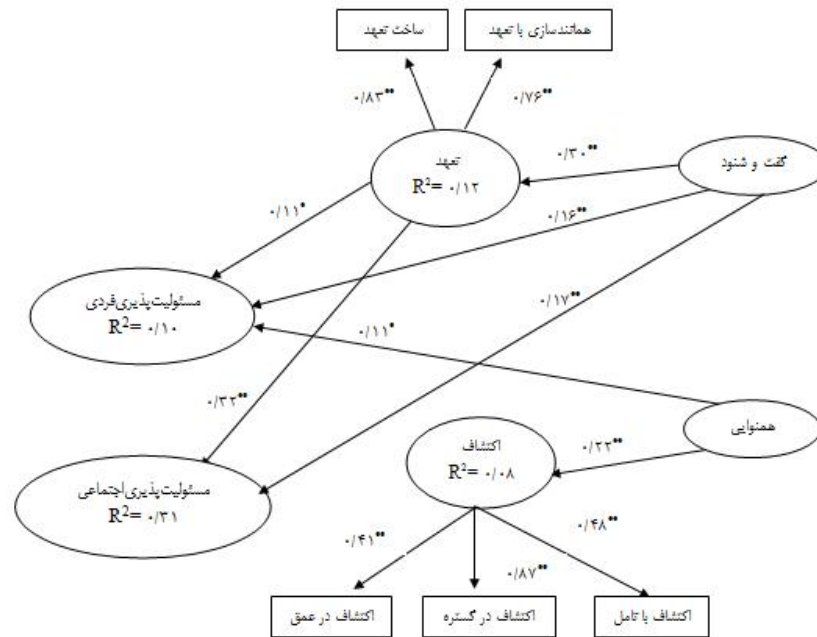 ساخت تعهد
همانندسازی با تعهد
۰/۸۳**
۰/۷۶**
تعهد
R²= ۰/۱۲
۰/۳۰**
گفت و شنود
۰/۱۱*
۰/۱۶**
مسئولیت‌پذیری فردی
R²= ۰/۱۰
۰/۱۷**
۰/۱۱*
۰/۳۲**
همنوایی
اکتشاف
R²= ۰/۰۸
۰/۲۲**
مسئولیت‌پذیری اجتماعی
R²= ۰/۳۱
۰/۴۱**
۰/۸۷**
۰/۴۸**
اکتشاف با تامل
اکتشاف در گستره
اکتشاف در عمق